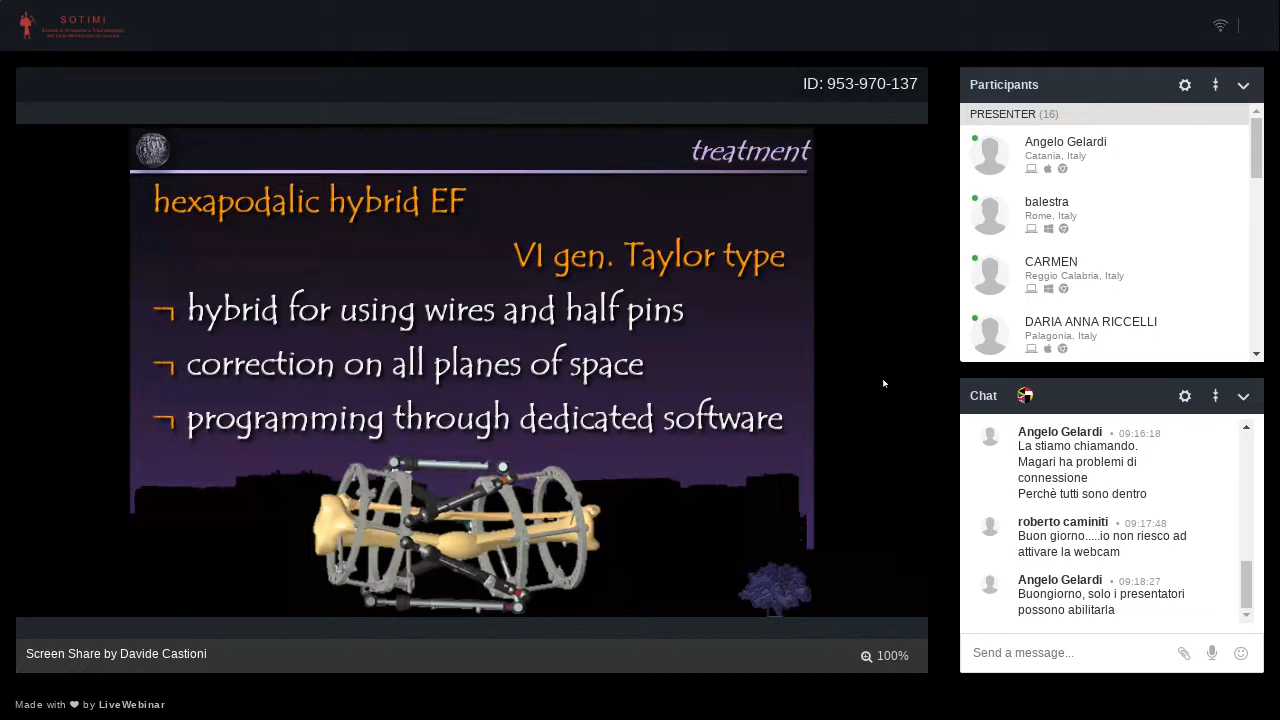 SOTIMI
ID: 953-970-137
treatment
hexapodalic hybrid EF
VI gen. Taylor type
¬ hybrid for using wires and half pins
¬ correction on all planes of space
¬ programming through dedicated software
Screen Share by Davide Castioni
100%
Made with ❤ by LiveWebinar
Participants
PRESENTER (16)
Angelo Gelardi
Catania, Italy
balestra
Rome, Italy
CARMEN
Reggio Calabria, Italy
DARIA ANNA RICCELLI
Palagonia, Italy
Chat
Angelo Gelardi • 09:16:18
La stiamo chiamando.
Magari ha problemi di
connessione
Perchè tutti sono dentro
roberto caminiti • 09:17:48
Buon giorno.....io non riesco ad
attivare la webcam
Angelo Gelardi • 09:18:27
Buongiorno, solo i presentatori
possono abilitarla
Send a message...